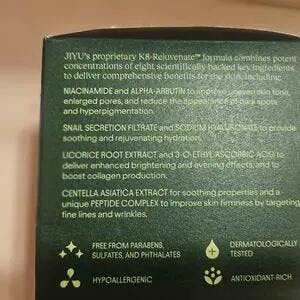 JIYU's proprietary K8-Rejuvenate™ formula combines potent
concentrations of eight scientifically backed key ingredients
to deliver comprehensive benefits for the skin, including:
NIACINAMIDE and ALPHA-ARBUTIN to improve uneven skin tone,
enlarged pores, and reduce the appearance of dark spots
and hyperpigmentation.
SNAIL SECRETION FILTRATE and SODIUM HYALURONATE to provide
soothing and rejuvenating hydration.
LICORICE ROOT EXTRACT and 3-O-ETHYL ASCORBIC ACID to
deliver enhanced brightening and evening effects, and to
boost collagen production.
CENTELLA ASIATICA EXTRACT for soothing properties and a
unique PEPTIDE COMPLEX to improve skin firmness by targeting
fine lines and wrinkles.
FREE FROM PARABENS,
SULFATES, AND PHTHALATES
DERMATOLOGICALLY
TESTED
HYPOALLERGENIC
ANTIOXIDANT-RICH